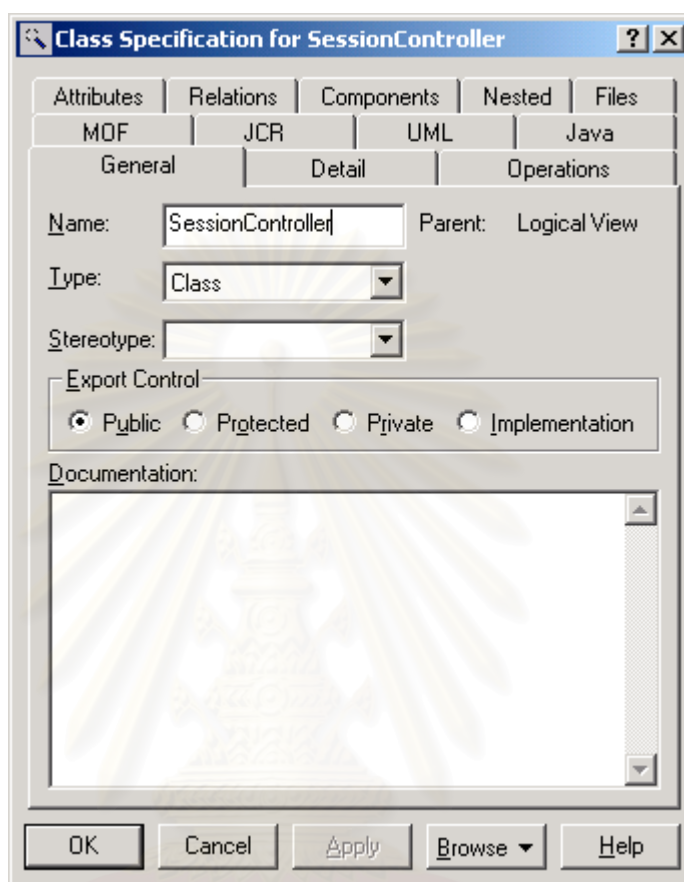 Class Specification for SessionController
Attributes Relations Components Nested Files
MOF JCR UML Java
General Detail Operations
Name: SessionController Parent: Logical View
Type: Class
Stereotype:
Export Control
Public Protected Private Implementation
Documentation:
OK Cancel Apply Browse Help